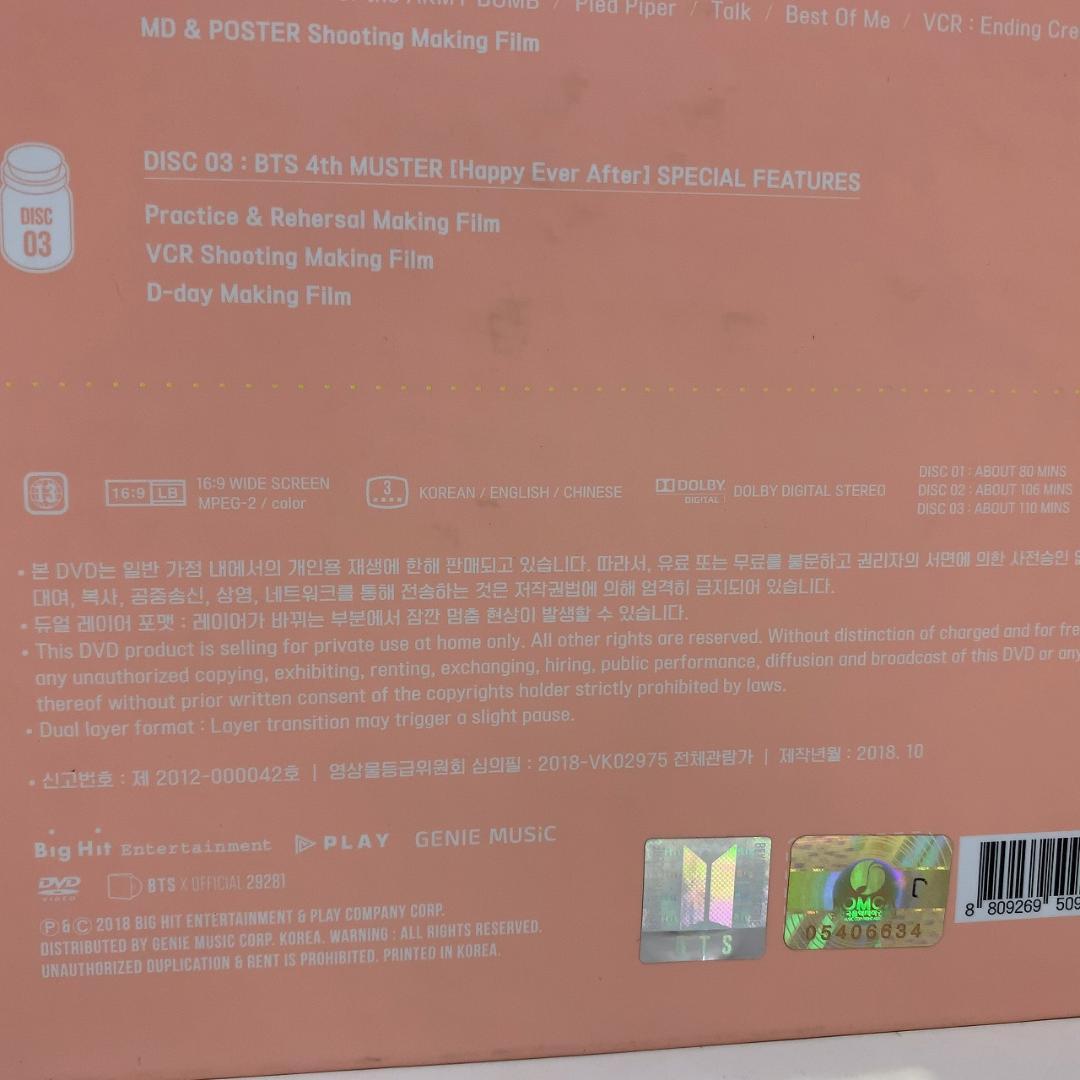 the ARMY BOMB / Pied Piper / Talk / Best Of Me / VCR : Ending Cre
MD & POSTER Shooting Making Film
DISC 03
DISC 03 : BTS 4th MUSTER [Happy Ever After] SPECIAL FEATURES
Practice & Rehersal Making Film
VCR Shooting Making Film
D-day Making Film
13
16:9 LB
16:9 WIDE SCREEN
MPEG-2 / color
3
KOREAN / ENGLISH / CHINESE
DOLBY DIGITAL
DOLBY DIGITAL STEREO
DISC 01 : ABOUT 80 MINS
DISC 02 : ABOUT 106 MINS
DISC 03 : ABOUT 110 MINS
• 본 DVD는 일반 가정 내에서의 개인용 재생에 한해 판매되고 있습니다. 따라서, 유료 또는 무료를 불문하고 권리자의 서면에 의한 사전승인
대여, 복사, 공중송신, 상영, 네트워크를 통해 전송하는 것은 저작권법에 의해 엄격히 금지되어 있습니다.
• 듀얼 레이어 포맷 : 레이어가 바뀌는 부분에서 잠깐 멈춤 현상이 발생할 수 있습니다.
• This DVD product is selling for private use at home only. All other rights are reserved. Without distinction of charged and for fre
any unauthorized copying, exhibiting, renting, exchanging, hiring, public performance, diffusion and broadcast of this DVD or any
thereof without prior written consent of the copyrights holder strictly prohibited by laws.
• Dual layer format : Layer transition may trigger a slight pause.
• 신고번호 : 제 2012-000042호 | 영상물등급위원회 심의필 : 2018-VK02975 전체관람가 | 제작년월 : 2018. 10
Big Hit Entertainment PLAY GENIE MUSiC
DVD VIDEO BTS X OFFICIAL 29281
Ⓟ&Ⓒ 2018 BIG HIT ENTERTAINMENT & PLAY COMPANY CORP.
DISTRIBUTED BY GENIE MUSIC CORP. KOREA. WARNING : ALL RIGHTS RESERVED.
UNAUTHORIZED DUPLICATION & RENT IS PROHIBITED. PRINTED IN KOREA.
BTS
05406634
8 809269 509